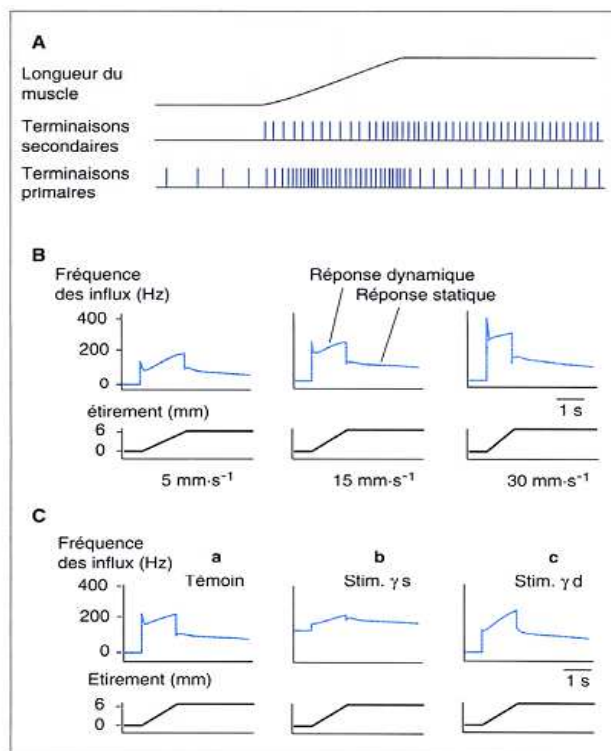 A
Longueur du
muscle
Terminaisons
secondaires
Terminaisons
primaires
B
Fréquence
des influx (Hz)
Réponse dynamique
Réponse statique
400
200
0
1 s
étirement (mm)
6
0
5 mm·s⁻¹
15 mm·s⁻¹
30 mm·s⁻¹
C
Fréquence
des influx (Hz)
a
Témoin
b
Stim. γ s
c
Stim. γ d
400
200
0
1 s
Etirement (mm)
6
0